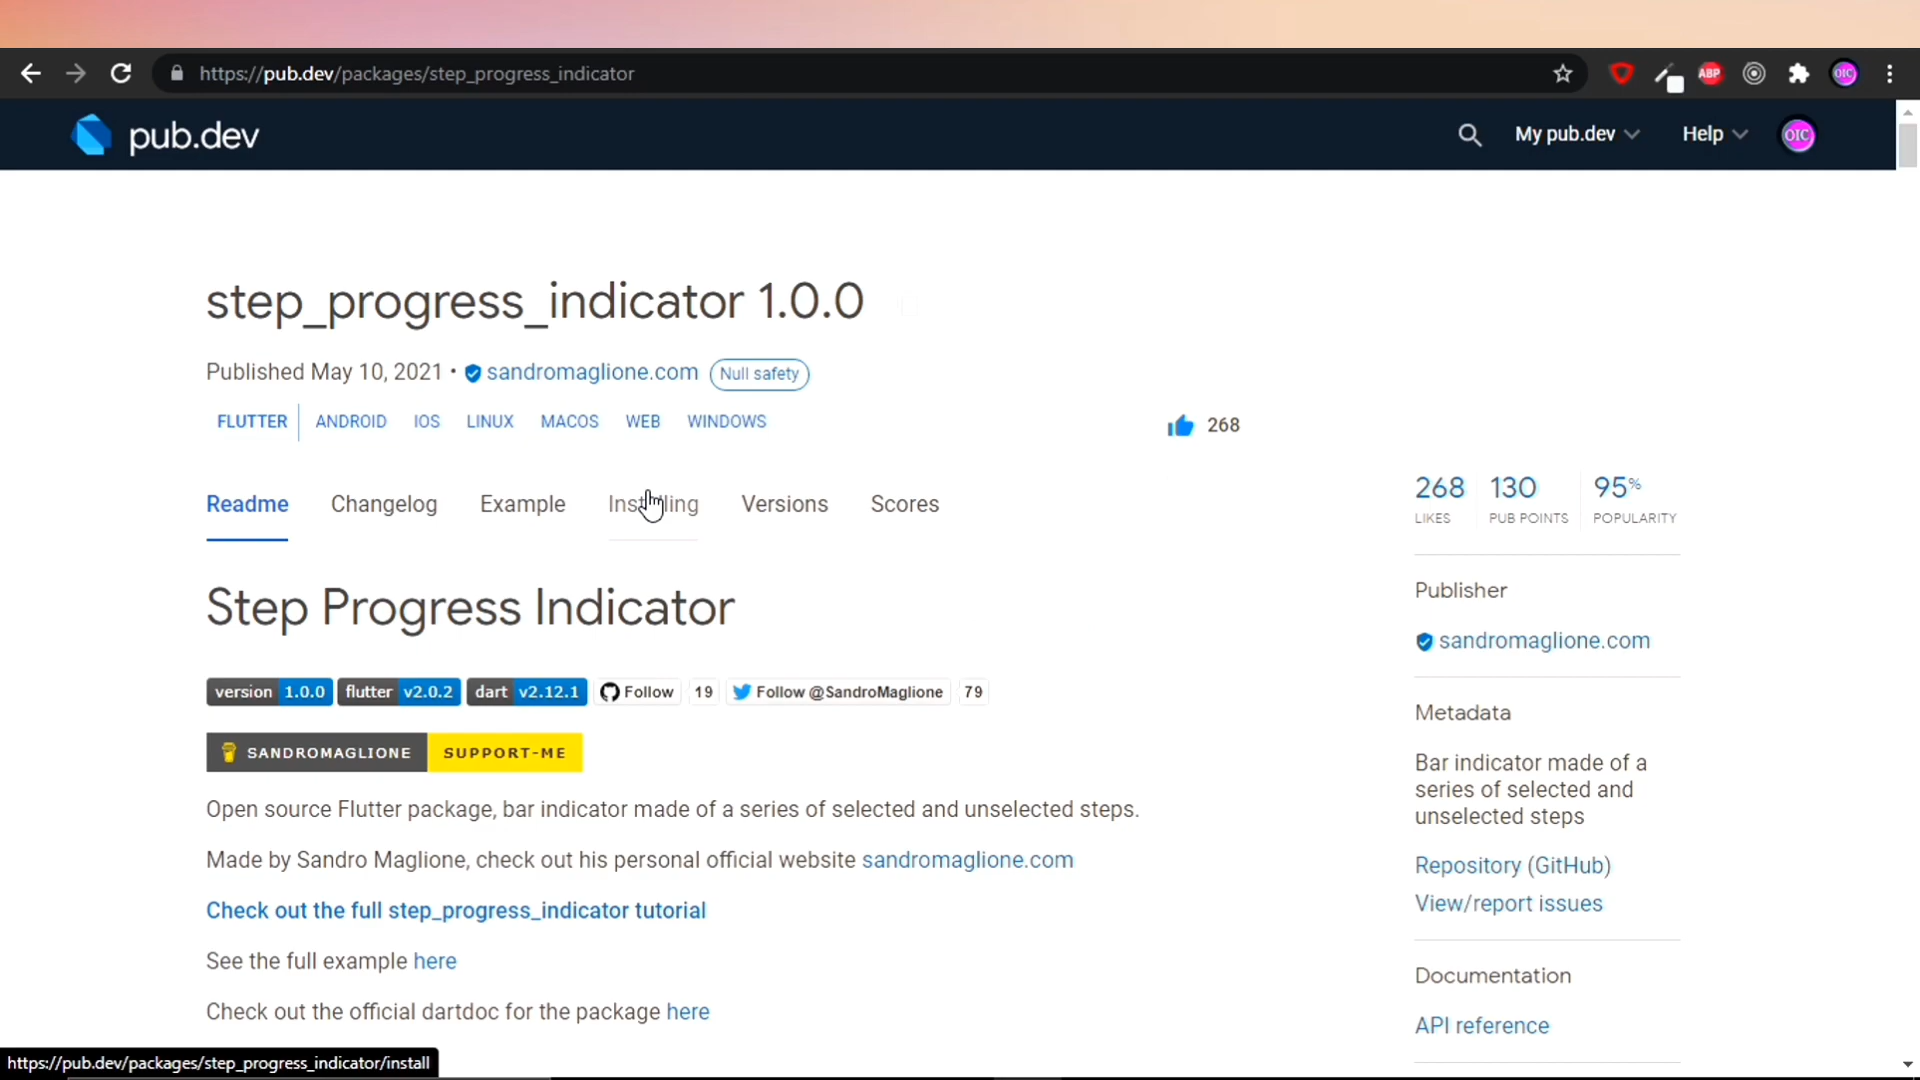 https://pub.dev/packages/step_progress_indicator
ABP
OIC
pub.dev
My pub.dev
Help
OIC
step_progress_indicator 1.0.0
Published May 10, 2021 • sandromaglione.com Null safety
FLUTTER ANDROID IOS LINUX MACOS WEB WINDOWS
268
Readme Changelog Example Installing Versions Scores
Step Progress Indicator
version 1.0.0 flutter v2.0.2 dart v2.12.1 Follow 19 Follow @SandroMaglione 79
SANDROMAGLIONE SUPPORT-ME
Open source Flutter package, bar indicator made of a series of selected and unselected steps.
Made by Sandro Maglione, check out his personal official website sandromaglione.com
Check out the full step_progress_indicator tutorial
See the full example here
Check out the official dartdoc for the package here
268 130 95%
LIKES PUB POINTS POPULARITY
Publisher
sandromaglione.com
Metadata
Bar indicator made of a
series of selected and
unselected steps
Repository (GitHub)
View/report issues
Documentation
API reference
https://pub.dev/packages/step_progress_indicator/install